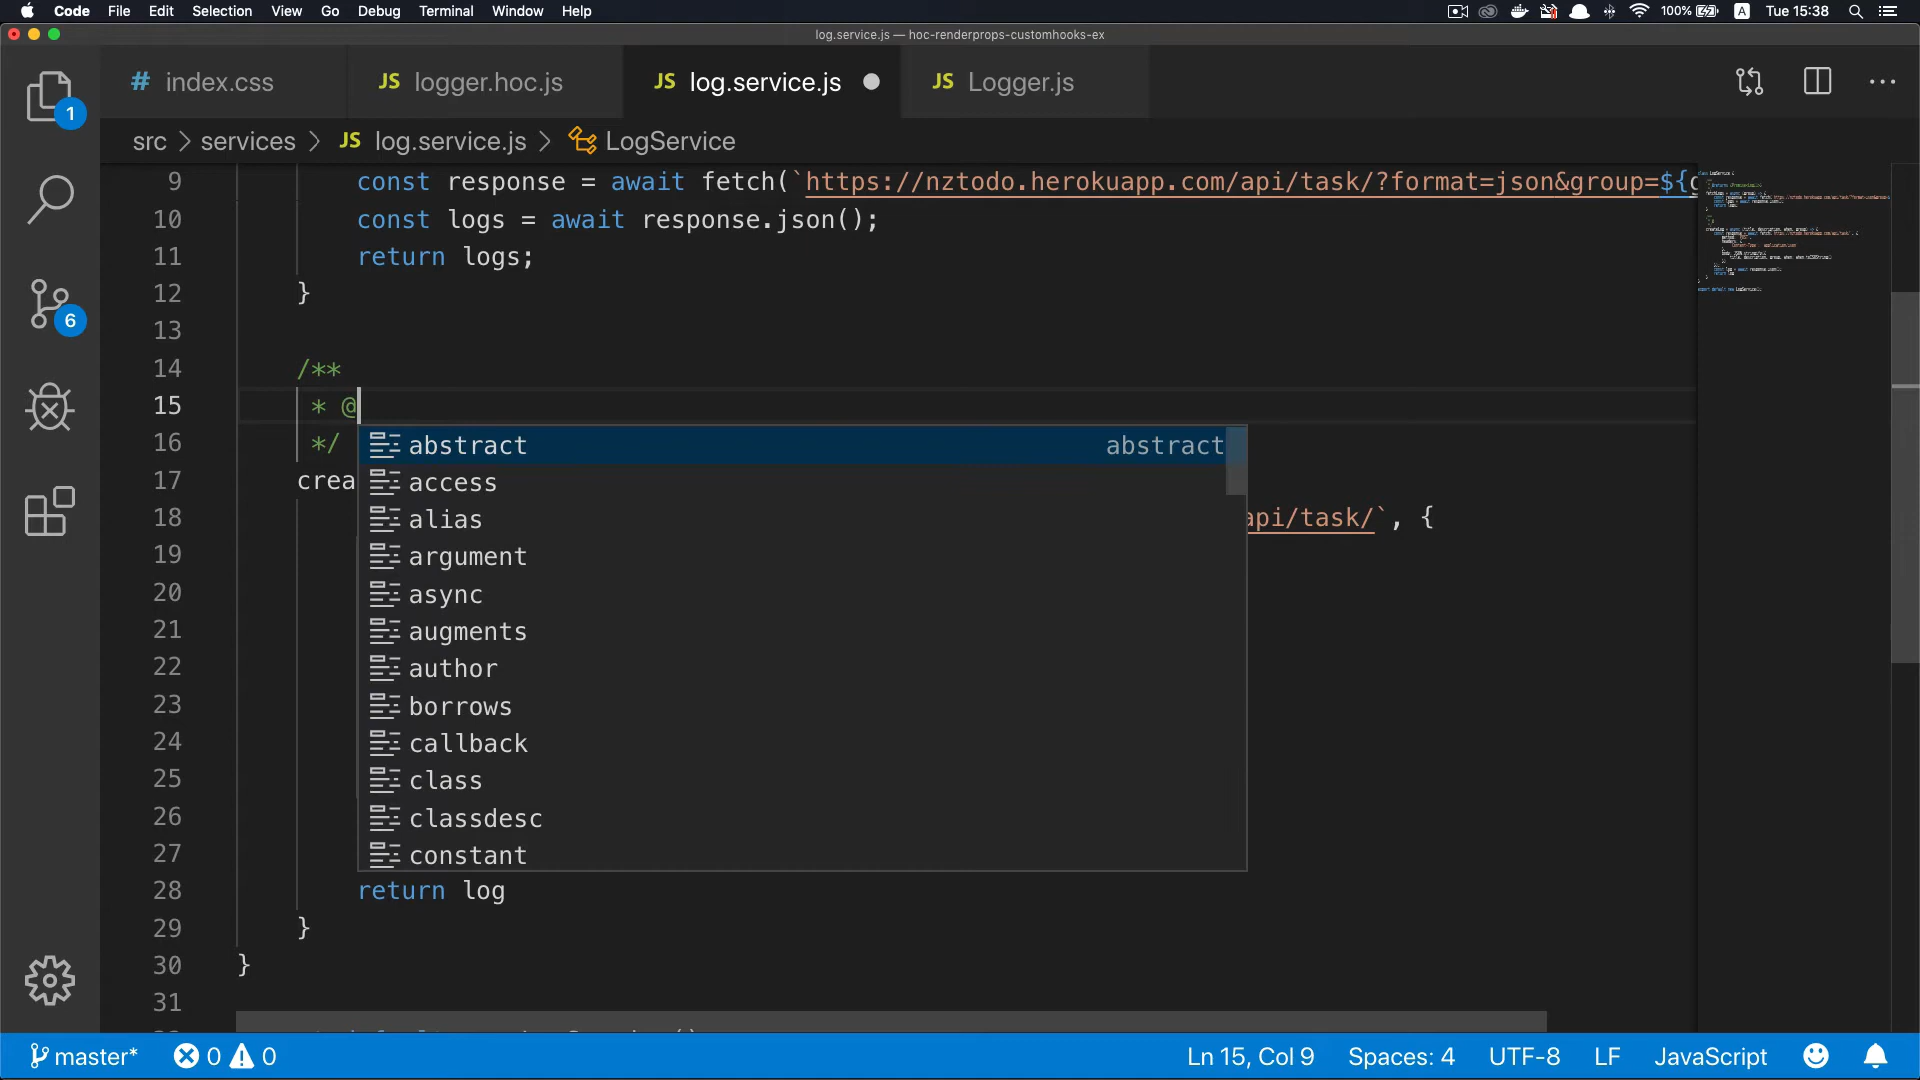 Code File Edit Selection View Go Debug Terminal Window Help 100% A Tue 15:38
log.service.js — hoc-renderprops-customhooks-ex
# index.css JS logger.hoc.js JS log.service.js JS Logger.js
1
src > services > JS log.service.js > LogService
9 const response = await fetch(`https://nztodo.herokuapp.com/api/task/?format=json&group=${g
10 const logs = await response.json();
11 return logs;
12 }
13
6
14 /**
15 * @
16 */
abstract abstract
17 crea
access
18 api/task/`, {
alias
19
argument
20
async
21
augments
22
author
23
borrows
24
callback
25
class
26
classdesc
27
constant
28 return log
29 }
30 }
31
master* 0 0 Ln 15, Col 9 Spaces: 4 UTF-8 LF JavaScript